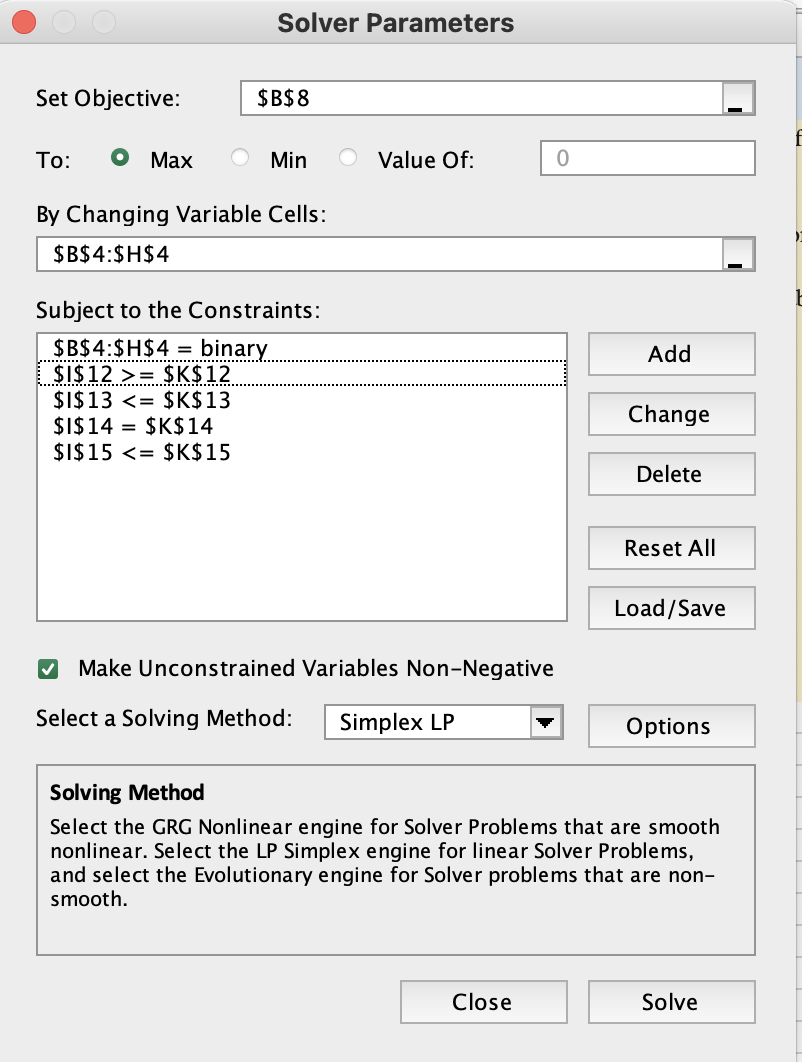 Solver Parameters
Set Objective:
$B$8
To:
Max
Min
Value Of:
0
By Changing Variable Cells:
$B$4:$H$4
Subject to the Constraints:
$B$4:$H$4 = binary
$I$12 >= $K$12
$I$13 <= $K$13
$I$14 = $K$14
$I$15 <= $K$15
Add
Change
Delete
Reset All
Load/Save
Make Unconstrained Variables Non-Negative
Select a Solving Method:
Simplex LP
Options
Solving Method
Select the GRG Nonlinear engine for Solver Problems that are smooth
nonlinear. Select the LP Simplex engine for linear Solver Problems,
and select the Evolutionary engine for Solver problems that are non-
smooth.
Close
Solve